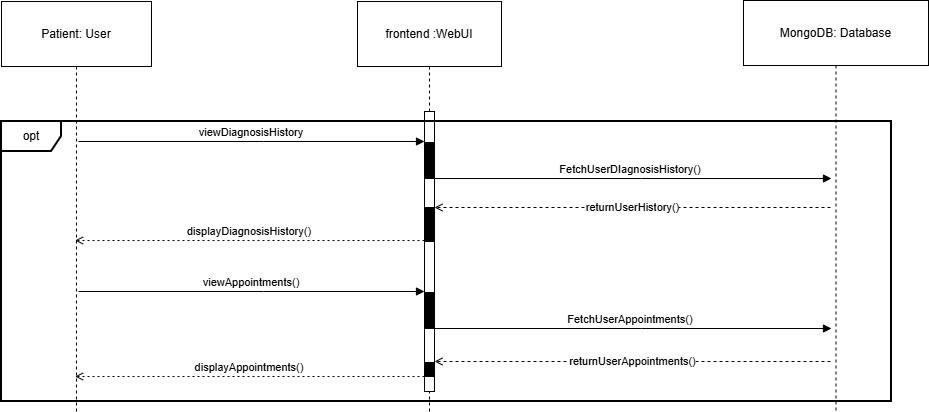 Patient: User
frontend :WebUI
MongoDB: Database
opt
viewDiagnosisHistory
FetchUserDIagnosisHistory()
returnUserHistory()
displayDiagnosisHistory()
viewAppointments()
FetchUserAppointments()
returnUserAppointments()
displayAppointments()